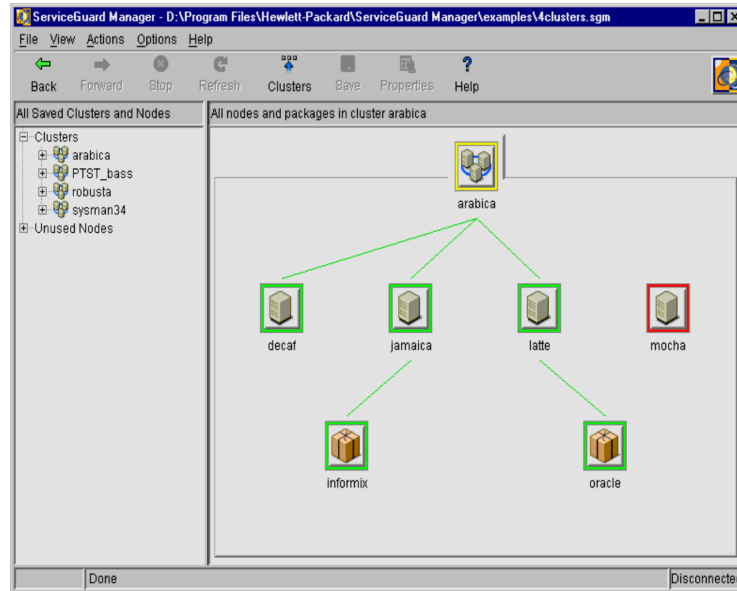 ServiceGuard Manager - D:\Program Files\Hewlett-Packard\ServiceGuard Manager\examples\4clusters.sgm
File View Actions Options Help
Back Forward Stop Refresh Clusters Save Properties Help
All Saved Clusters and Nodes
All nodes and packages in cluster arabica
Clusters
arabica
PTST_bass
robusta
sysman34
Unused Nodes
arabica
decaf jamaica latte mocha
informix oracle
Done
Disconnecte